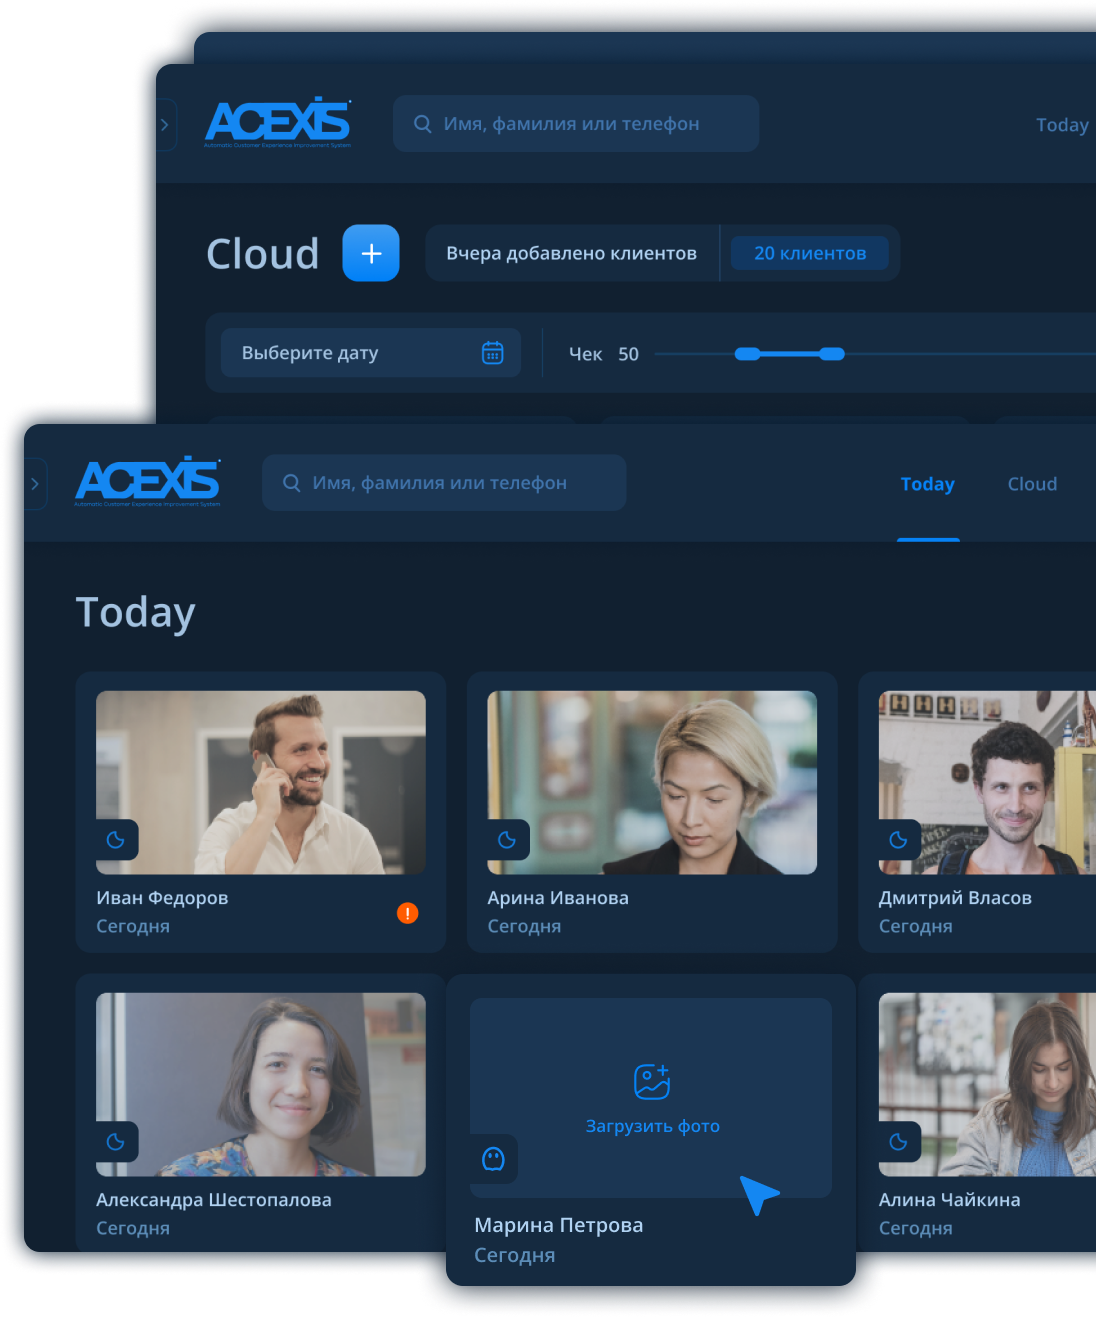 ACEXIS
Automatic Customer Experience Improvement System
Имя, фамилия или телефон
Today
Cloud
Вчера добавлено клиентов
20 клиентов
Выберите дату
Чек 50
ACEXIS
Automatic Customer Experience Improvement System
Имя, фамилия или телефон
Today
Cloud
Today
Иван Федоров
Сегодня
Арина Иванова
Сегодня
Дмитрий Власов
Сегодня
Александра Шестопалова
Сегодня
Загрузить фото
Марина Петрова
Сегодня
Алина Чайкина
Сегодня